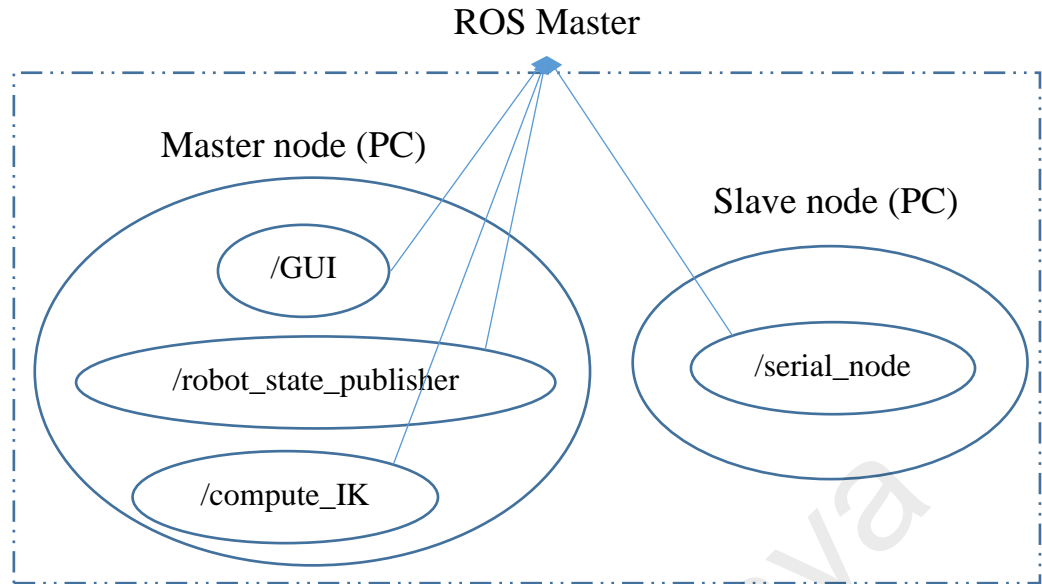 ROS Master
Master node (PC)
Slave node (PC)
/GUI
/robot_state_publisher
/serial_node
/compute_IK